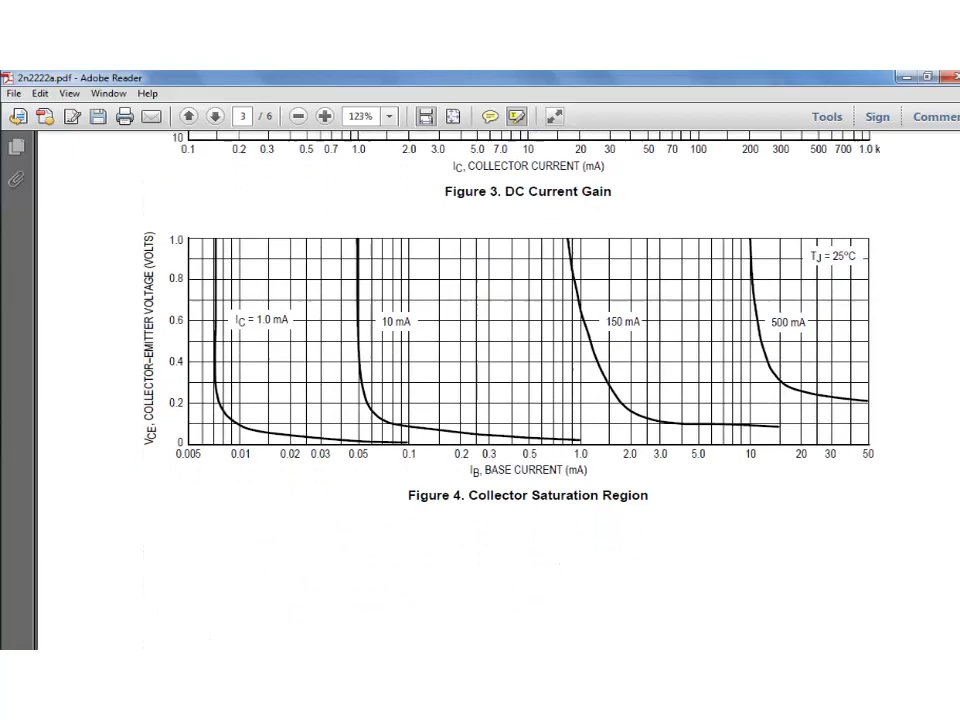 2n2222a.pdf - Adobe Reader
File Edit View Window Help
3 / 6 123% Tools Sign Comme
10
0.1 0.2 0.3 0.5 0.7 1.0 2.0 3.0 5.0 7.0 10 20 30 50 70 100 200 300 500 700 1.0 k
IC, COLLECTOR CURRENT (mA)
Figure 3. DC Current Gain
VCE, COLLECTOR–EMITTER VOLTAGE (VOLTS)
1.0
0.8
0.6
0.4
0.2
0
TJ = 25°C
IC = 1.0 mA
10 mA
150 mA
500 mA
0.005 0.01 0.02 0.03 0.05 0.1 0.2 0.3 0.5 1.0 2.0 3.0 5.0 10 20 30 50
IB, BASE CURRENT (mA)
Figure 4. Collector Saturation Region